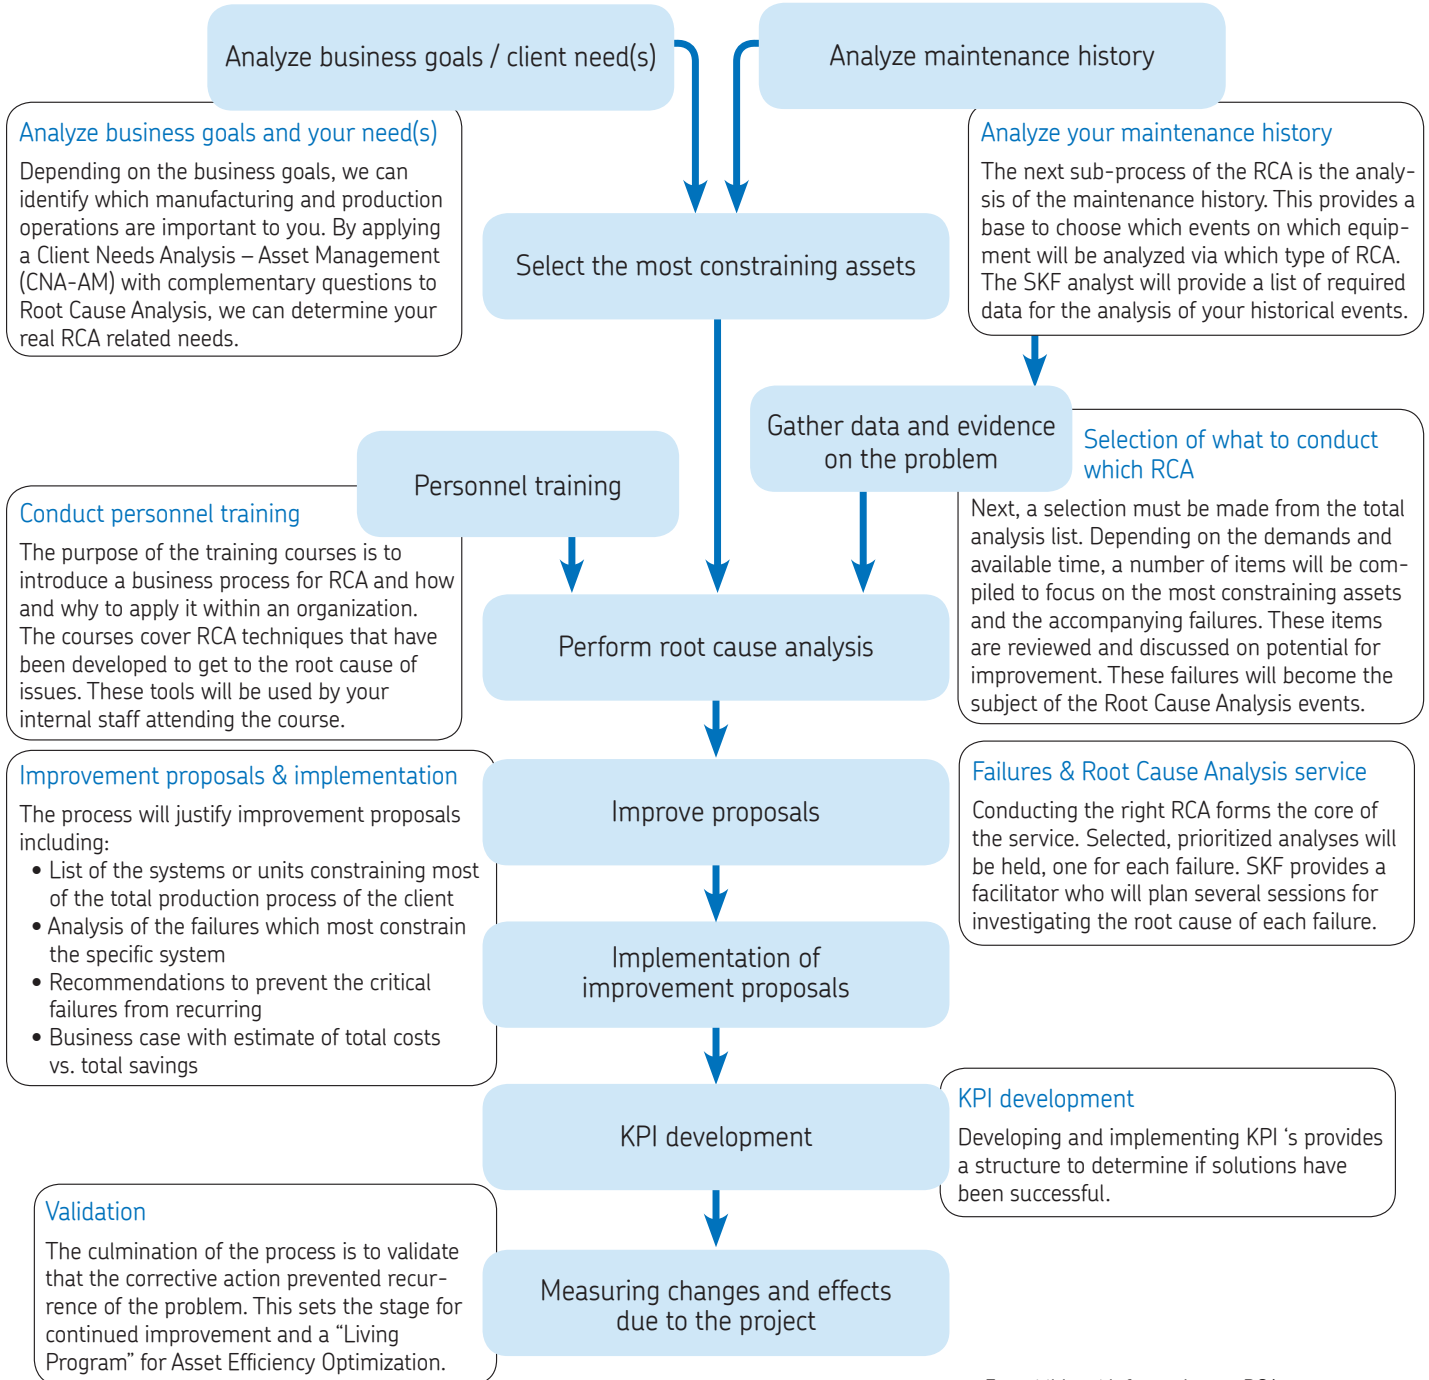 Analyze business goals / client need(s)
Analyze maintenance history
Analyze business goals and your need(s)
Depending on the business goals, we can
identify which manufacturing and production
operations are important to you. By applying
a Client Needs Analysis – Asset Management
(CNA-AM) with complementary questions to
Root Cause Analysis, we can determine your
real RCA related needs.
Analyze your maintenance history
The next sub-process of the RCA is the analy-
sis of the maintenance history. This provides a
base to choose which events on which equip-
ment will be analyzed via which type of RCA.
The SKF analyst will provide a list of required
data for the analysis of your historical events.
Select the most constraining assets
Gather data and evidence
on the problem
Selection of what to conduct
which RCA
Next, a selection must be made from the total
analysis list. Depending on the demands and
available time, a number of items will be com-
piled to focus on the most constraining assets
and the accompanying failures. These items
are reviewed and discussed on potential for
improvement. These failures will become the
subject of the Root Cause Analysis events.
Personnel training
Conduct personnel training
The purpose of the training courses is to
introduce a business process for RCA and how
and why to apply it within an organization.
The courses cover RCA techniques that have
been developed to get to the root cause of
issues. These tools will be used by your
internal staff attending the course.
Perform root cause analysis
Improvement proposals & implementation
The process will justify improvement proposals
including:
• List of the systems or units constraining most
of the total production process of the client
• Analysis of the failures which most constrain
the specific system
• Recommendations to prevent the critical
failures from recurring
• Business case with estimate of total costs
vs. total savings
Improve proposals
Failures & Root Cause Analysis service
Conducting the right RCA forms the core of
the service. Selected, prioritized analyses will
be held, one for each failure. SKF provides a
facilitator who will plan several sessions for
investigating the root cause of each failure.
Implementation of
improvement proposals
KPI development
KPI development
Developing and implementing KPI ‘s provides
a structure to determine if solutions have
been successful.
Validation
The culmination of the process is to validate
that the corrective action prevented recur-
rence of the problem. This sets the stage for
continued improvement and a “Living
Program” for Asset Efficiency Optimization.
Measuring changes and effects
due to the project